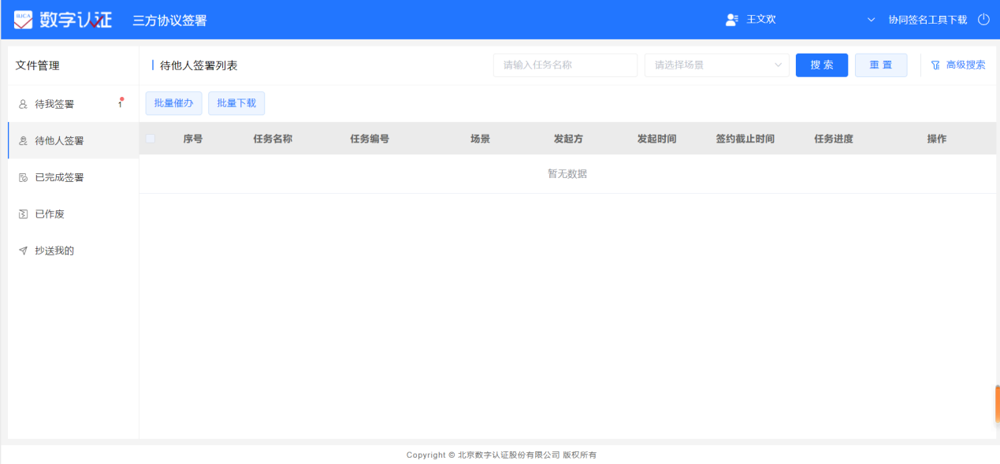 BJCA 数字认证 三方协议签署 王文欢 协同签名工具下载
文件管理 待他人签署列表 请输入任务名称 请选择场景 搜索 重置 高级搜索
待我签署 1 批量催办 批量下载
待他人签署 序号 任务名称 任务编号 场景 发起方 发起时间 签约截止时间 任务进度 操作
已完成签署 暂无数据
已作废
抄送我的
Copyright © 北京数字认证股份有限公司 版权所有